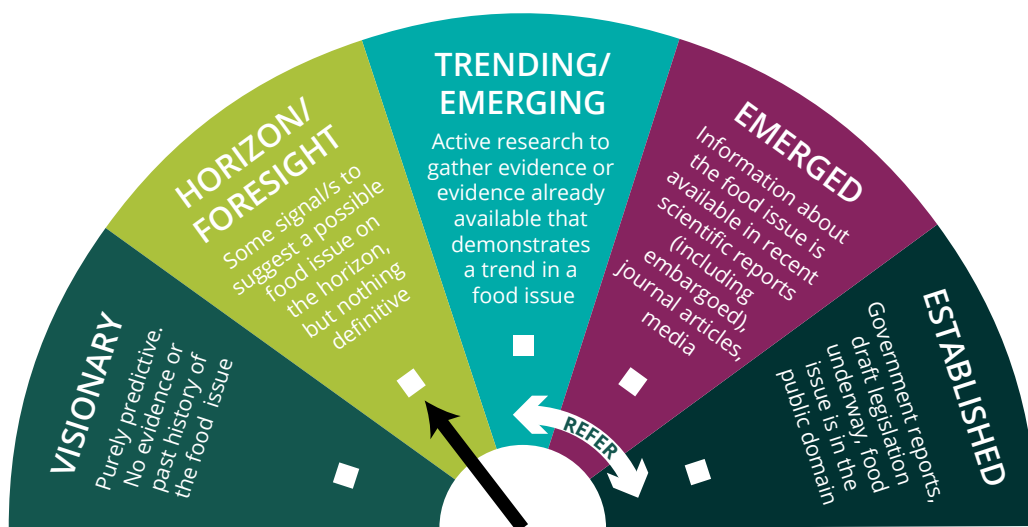 VISIONARY
Purely predictive.
No evidence or
past history of
the food issue
HORIZON/
FORESIGHT
Some signal/s to
suggest a possible
food issue on
the horizon,
but nothing
definitive
TRENDING/
EMERGING
Active research to
gather evidence or
evidence already
available that
demonstrates
a trend in a
food issue
EMERGED
Information about
the food issue is
available in recent
scientific reports
(including
embargoed),
journal articles,
media
ESTABLISHED
Government reports,
draft legislation
underway, food
issue is in the
public domain
REFER